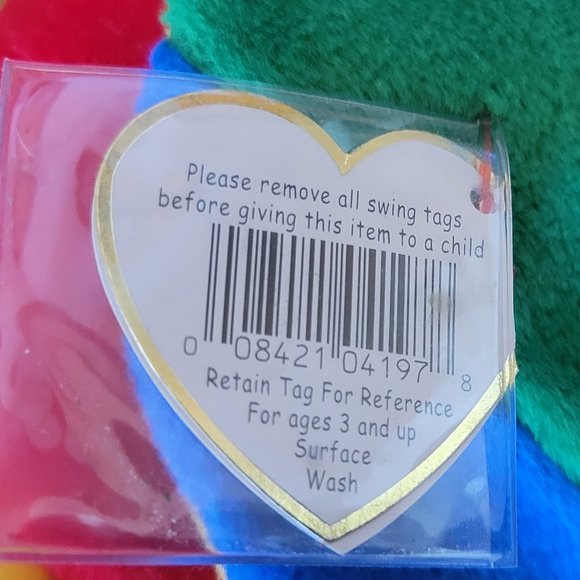 Please remove all swing tags
before giving this item to a child
0 08421 04197 8
Retain Tag For Reference
For ages 3 and up
Surface
Wash